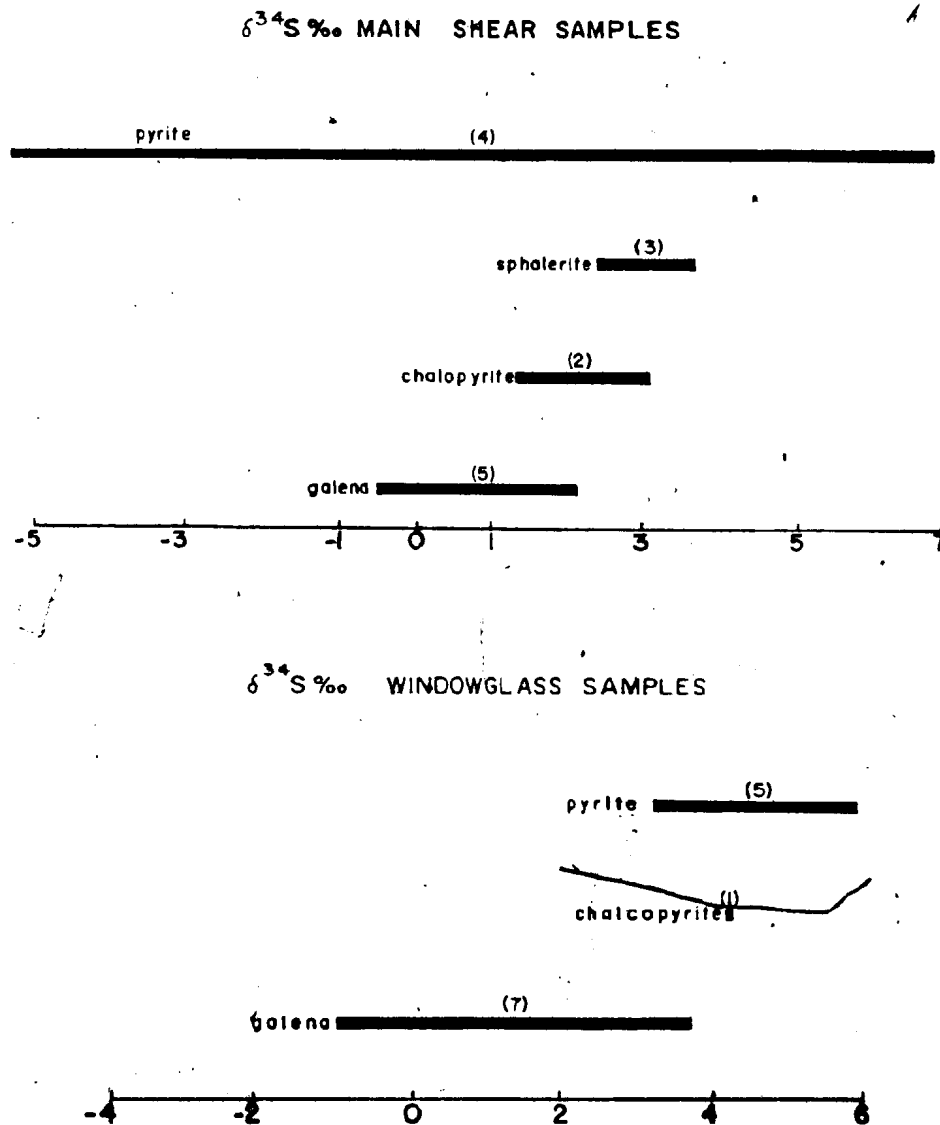 δ³⁴S‰ MAIN SHEAR SAMPLES
pyrite (4)
sphalerite (3)
chalopyrite (2)
galena (5)
-5 -3 -1 0 1 3 5 7
δ³⁴S‰ WINDOWGLASS SAMPLES
pyrite (5)
chalcopyrite (1)
galena (7)
-4 -2 0 2 4 6